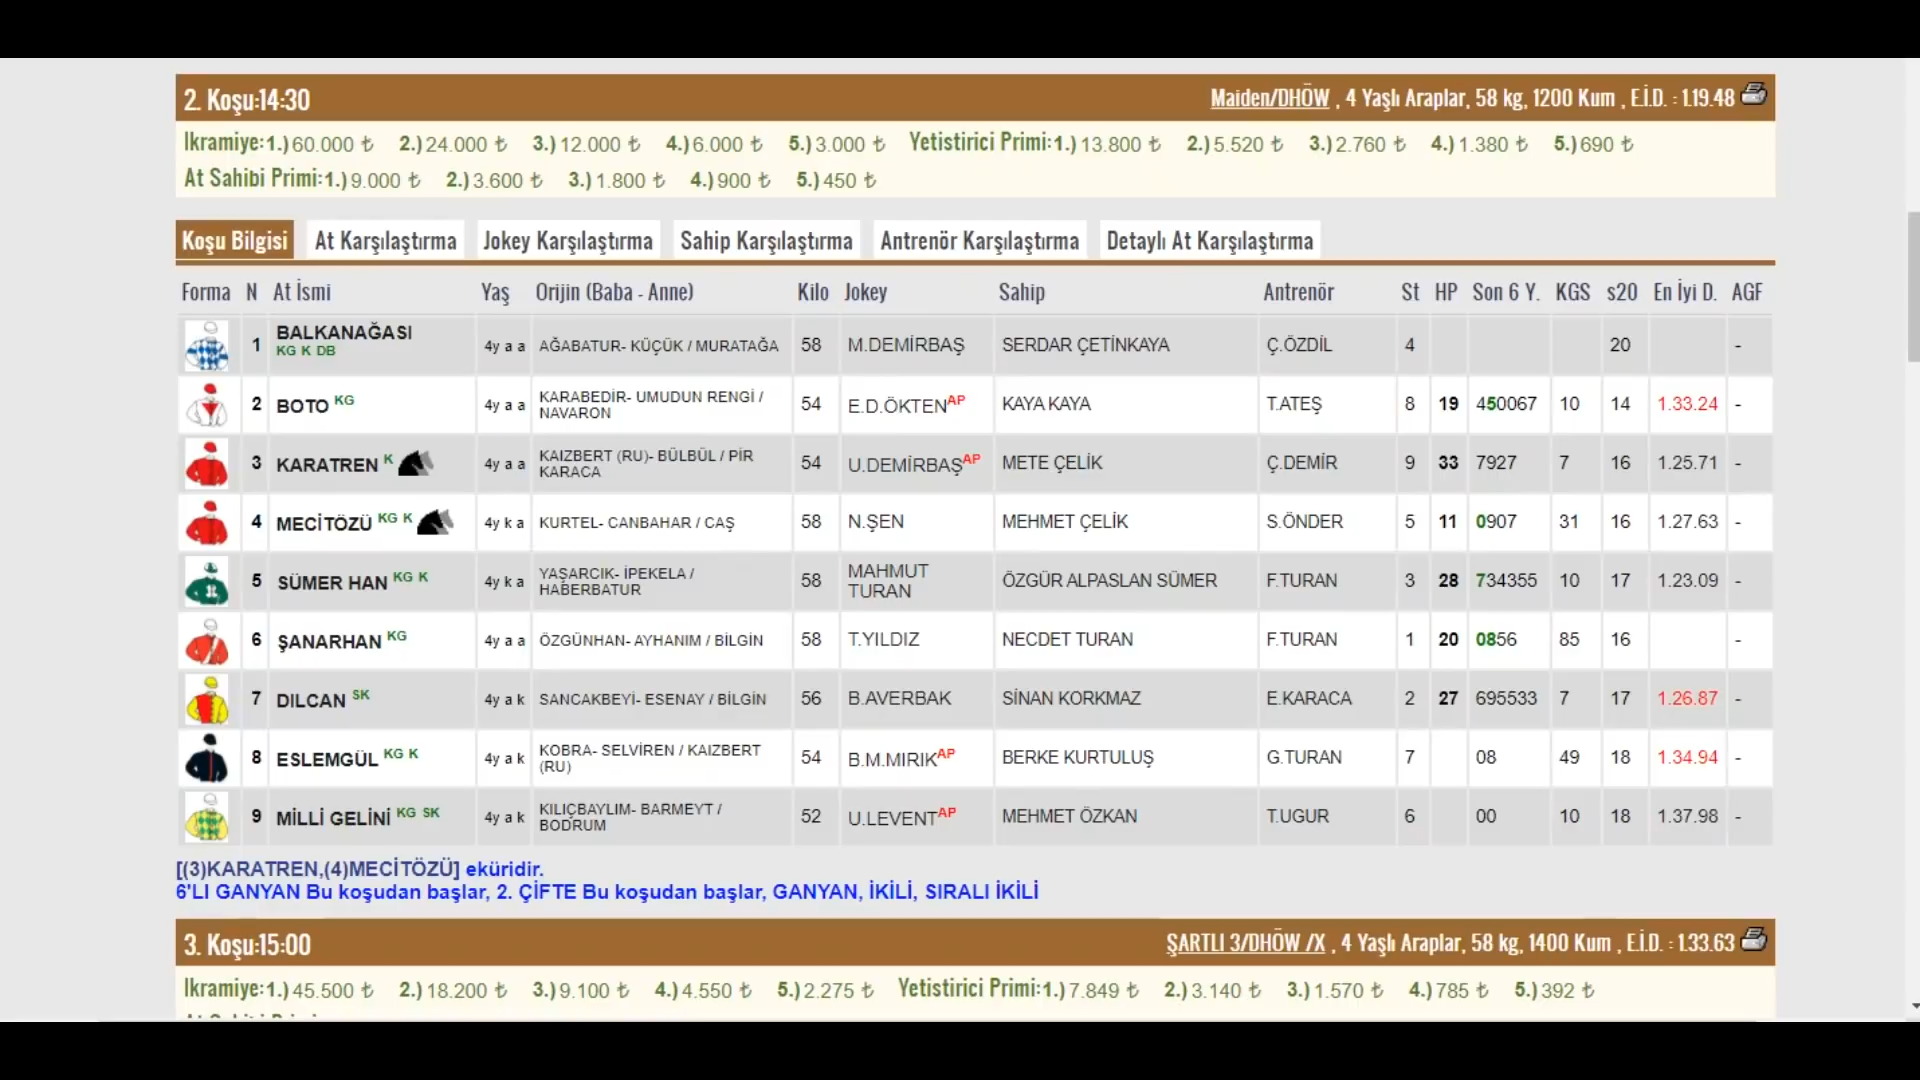 2. Koşu:14:30 Maiden/DHÖW , 4 Yaşlı Araplar, 58 kg, 1200 Kum , E.İ.D. : 1.19.48
Ikramiye:1.) 60.000 ₺ 2.) 24.000 ₺ 3.) 12.000 ₺ 4.) 6.000 ₺ 5.) 3.000 ₺ Yetistirici Primi:1.) 13.800 ₺ 2.) 5.520 ₺ 3.) 2.760 ₺ 4.) 1.380 ₺ 5.) 690 ₺
At Sahibi Primi:1.) 9.000 ₺ 2.) 3.600 ₺ 3.) 1.800 ₺ 4.) 900 ₺ 5.) 450 ₺
Koşu Bilgisi At Karşılaştırma Jokey Karşılaştırma Sahip Karşılaştırma Antrenör Karşılaştırma Detaylı At Karşılaştırma
Forma N At İsmi Yaş Orijin (Baba - Anne) Kilo Jokey Sahip Antrenör St HP Son 6 Y. KGS s20 En İyi D. AGF
1 BALKANAĞASI KG K DB 4y a a AĞABATUR- KÜÇÜK / MURATAĞA 58 M.DEMİRBAŞ SERDAR ÇETİNKAYA Ç.ÖZDİL 4 20 -
2 BOTO KG 4y a a KARABEDİR- UMUDUN RENGİ / NAVARON 54 E.D.ÖKTEN AP KAYA KAYA T.ATEŞ 8 19 450067 10 14 1.33.24 -
3 KARATREN K 4y a a KAIZBERT (RU)- BÜLBÜL / PİR KARACA 54 U.DEMİRBAŞ AP METE ÇELİK Ç.DEMİR 9 33 7927 7 16 1.25.71 -
4 MECİTÖZÜ KG K 4y k a KURTEL- CANBAHAR / CAŞ 58 N.ŞEN MEHMET ÇELİK S.ÖNDER 5 11 0907 31 16 1.27.63 -
5 SÜMER HAN KG K 4y k a YAŞARCIK- İPEKELA / HABERBATUR 58 MAHMUT TURAN ÖZGÜR ALPASLAN SÜMER F.TURAN 3 28 734355 10 17 1.23.09 -
6 ŞANARHAN KG 4y a a ÖZGÜNHAN- AYHANIM / BİLGİN 58 T.YILDIZ NECDET TURAN F.TURAN 1 20 0856 85 16 -
7 DILCAN SK 4y a k SANCAKBEYİ- ESENAY / BİLGİN 56 B.AVERBAK SİNAN KORKMAZ E.KARACA 2 27 695533 7 17 1.26.87 -
8 ESLEMGÜL KG K 4y a k KOBRA- SELVİREN / KAIZBERT (RU) 54 B.M.MIRIK AP BERKE KURTULUŞ G.TURAN 7 08 49 18 1.34.94 -
9 MİLLİ GELİNİ KG SK 4y a k KILIÇBAYLIM- BARMEYT / BODRUM 52 U.LEVENT AP MEHMET ÖZKAN T.UGUR 6 00 10 18 1.37.98 -
[(3)KARATREN,(4)MECİTÖZÜ] eküridir.
6'LI GANYAN Bu koşudan başlar, 2. ÇİFTE Bu koşudan başlar, GANYAN, İKİLİ, SIRALI İKİLİ
3. Koşu:15:00 ŞARTLI 3/DHÖW /X , 4 Yaşlı Araplar, 58 kg, 1400 Kum , E.İ.D. : 1.33.63
Ikramiye:1.) 45.500 ₺ 2.) 18.200 ₺ 3.) 9.100 ₺ 4.) 4.550 ₺ 5.) 2.275 ₺ Yetistirici Primi:1.) 7.849 ₺ 2.) 3.140 ₺ 3.) 1.570 ₺ 4.) 785 ₺ 5.) 392 ₺